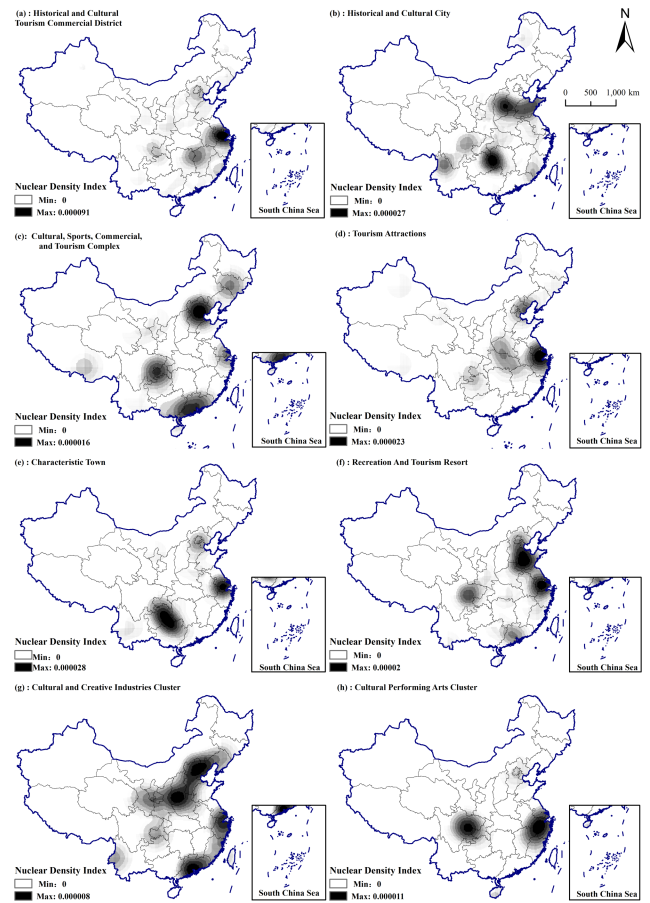 (a) : Historical and Cultural
Tourism Commercial District
Nuclear Density Index
Min: 0
Max: 0.000091
South China Sea
(b) : Historical and Cultural City
N
0 500 1,000 km
Nuclear Density Index
Min: 0
Max: 0.000027
South China Sea
(c): Cultural, Sports, Commercial,
and Tourism Complex
Nuclear Density Index
Min: 0
Max: 0.000016
South China Sea
(d) : Tourism Attractions
Nuclear Density Index
Min: 0
Max: 0.000023
South China Sea
(e) : Characteristic Town
Nuclear Density Index
Min: 0
Max: 0.000028
South China Sea
(f) : Recreation And Tourism Resort
Nuclear Density Index
Min: 0
Max: 0.00002
South China Sea
(g) : Cultural and Creative Industries Cluster
Nuclear Density Index
Min: 0
Max: 0.000008
South China Sea
(h) : Cultural Performing Arts Cluster
Nuclear Density Index
Min: 0
Max: 0.000011
South China Sea